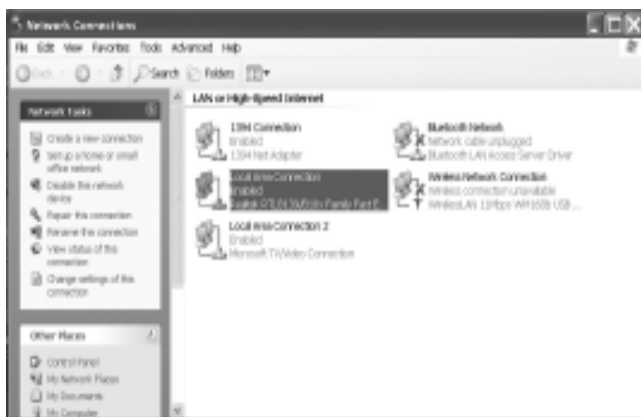 Network Connections
File Edit View Favorites Tools Advanced Help
Back Search Folders
Network Tasks
Create a new connection
Set up a home or small
office network
Disable this network
device
Repair this connection
Rename this connection
View status of this
connection
Change settings of this
connection
Other Places
Control Panel
My Network Places
My Documents
My Computer
LAN or High-Speed Internet
1394 Connection
Enabled
1394 Net Adapter
Bluetooth Network
Network cable unplugged
Bluetooth LAN Access Server Driver
Local Area Connection
Enabled
Realtek Family Fast E...
Wireless Network Connection
Wireless connection unavailable
WirelessLAN USB ...
Local Area Connection 2
Enabled
Microsoft TV/Video Connection